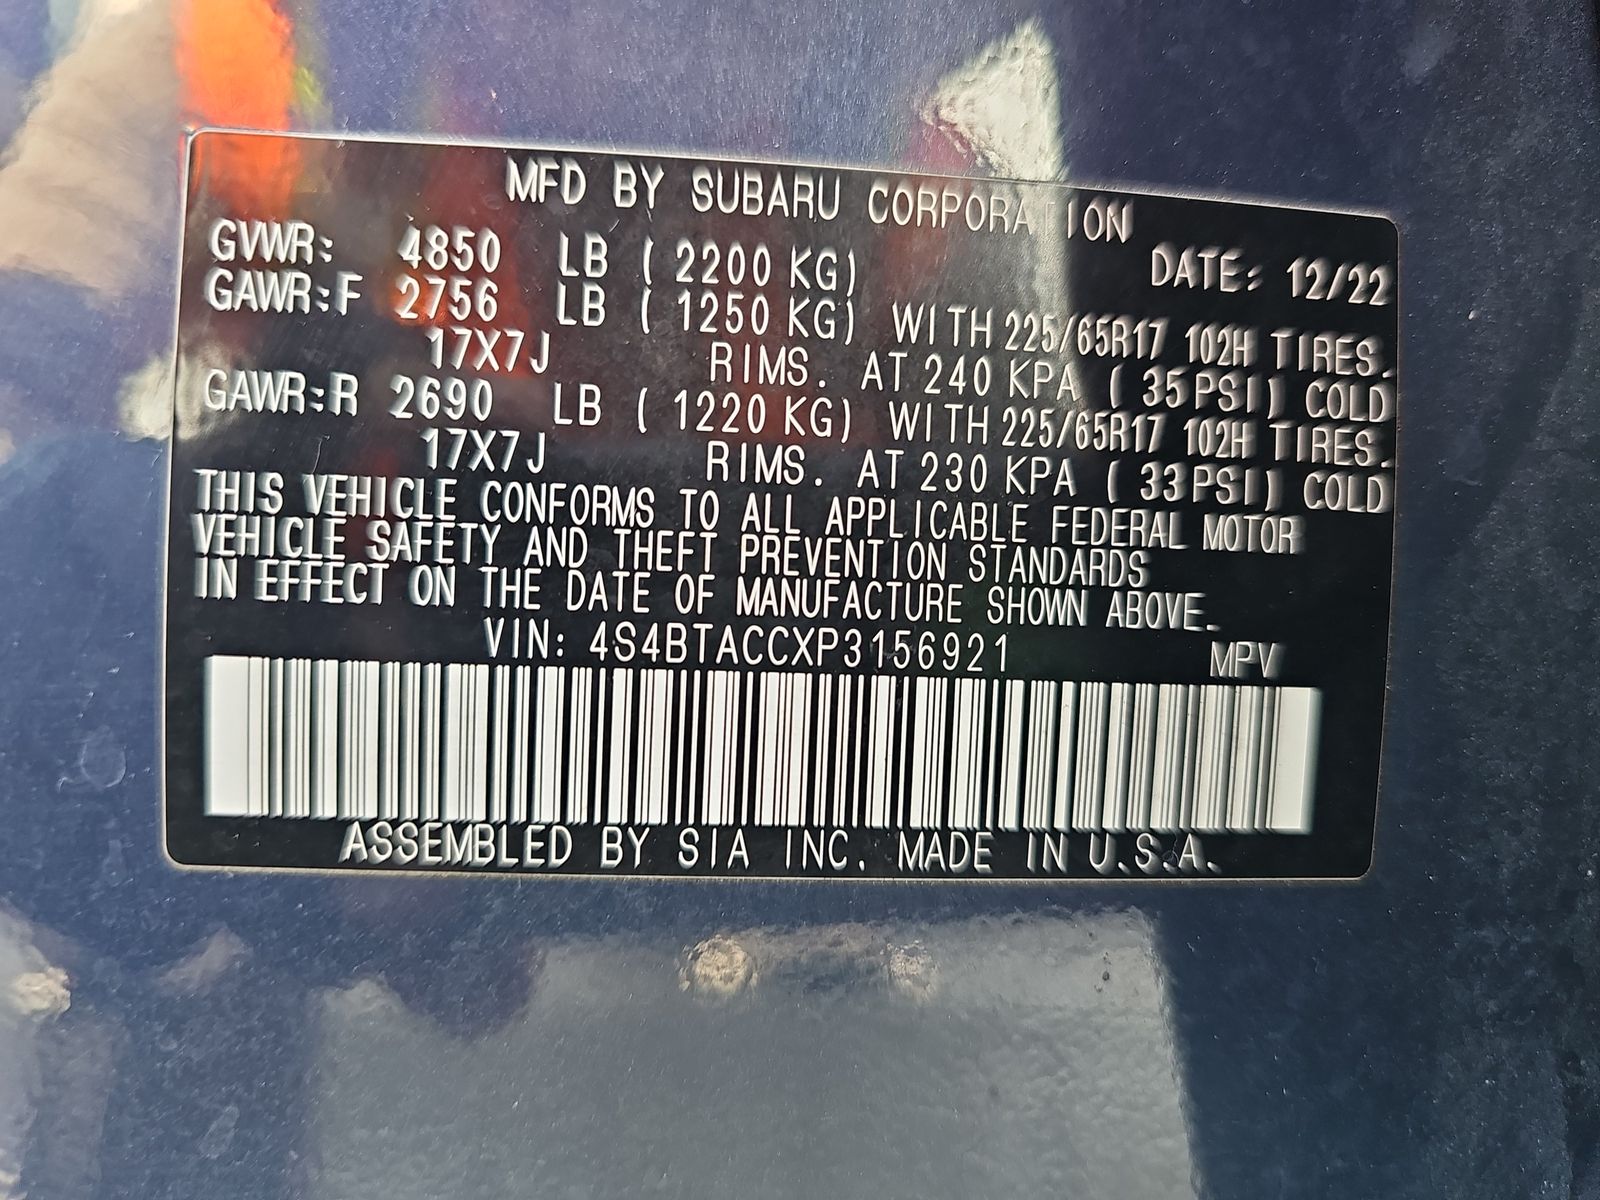 MFD BY SUBARU CORPORATION
GVWR: 4850 LB ( 2200 KG) DATE: 12/22
GAWR:F 2756 LB ( 1250 KG) WITH 225/65R17 102H TIRES.
17X7J RIMS. AT 240 KPA ( 35PSI) COLD
GAWR:R 2690 LB ( 1220 KG) WITH 225/65R17 102H TIRES.
17X7J RIMS. AT 230 KPA ( 33PSI) COLD
THIS VEHICLE CONFORMS TO ALL APPLICABLE FEDERAL MOTOR
VEHICLE SAFETY AND THEFT PREVENTION STANDARDS
IN EFFECT ON THE DATE OF MANUFACTURE SHOWN ABOVE.
VIN: 4S4BTACCXP3156921 MPV
ASSEMBLED BY SIA INC. MADE IN U.S.A.